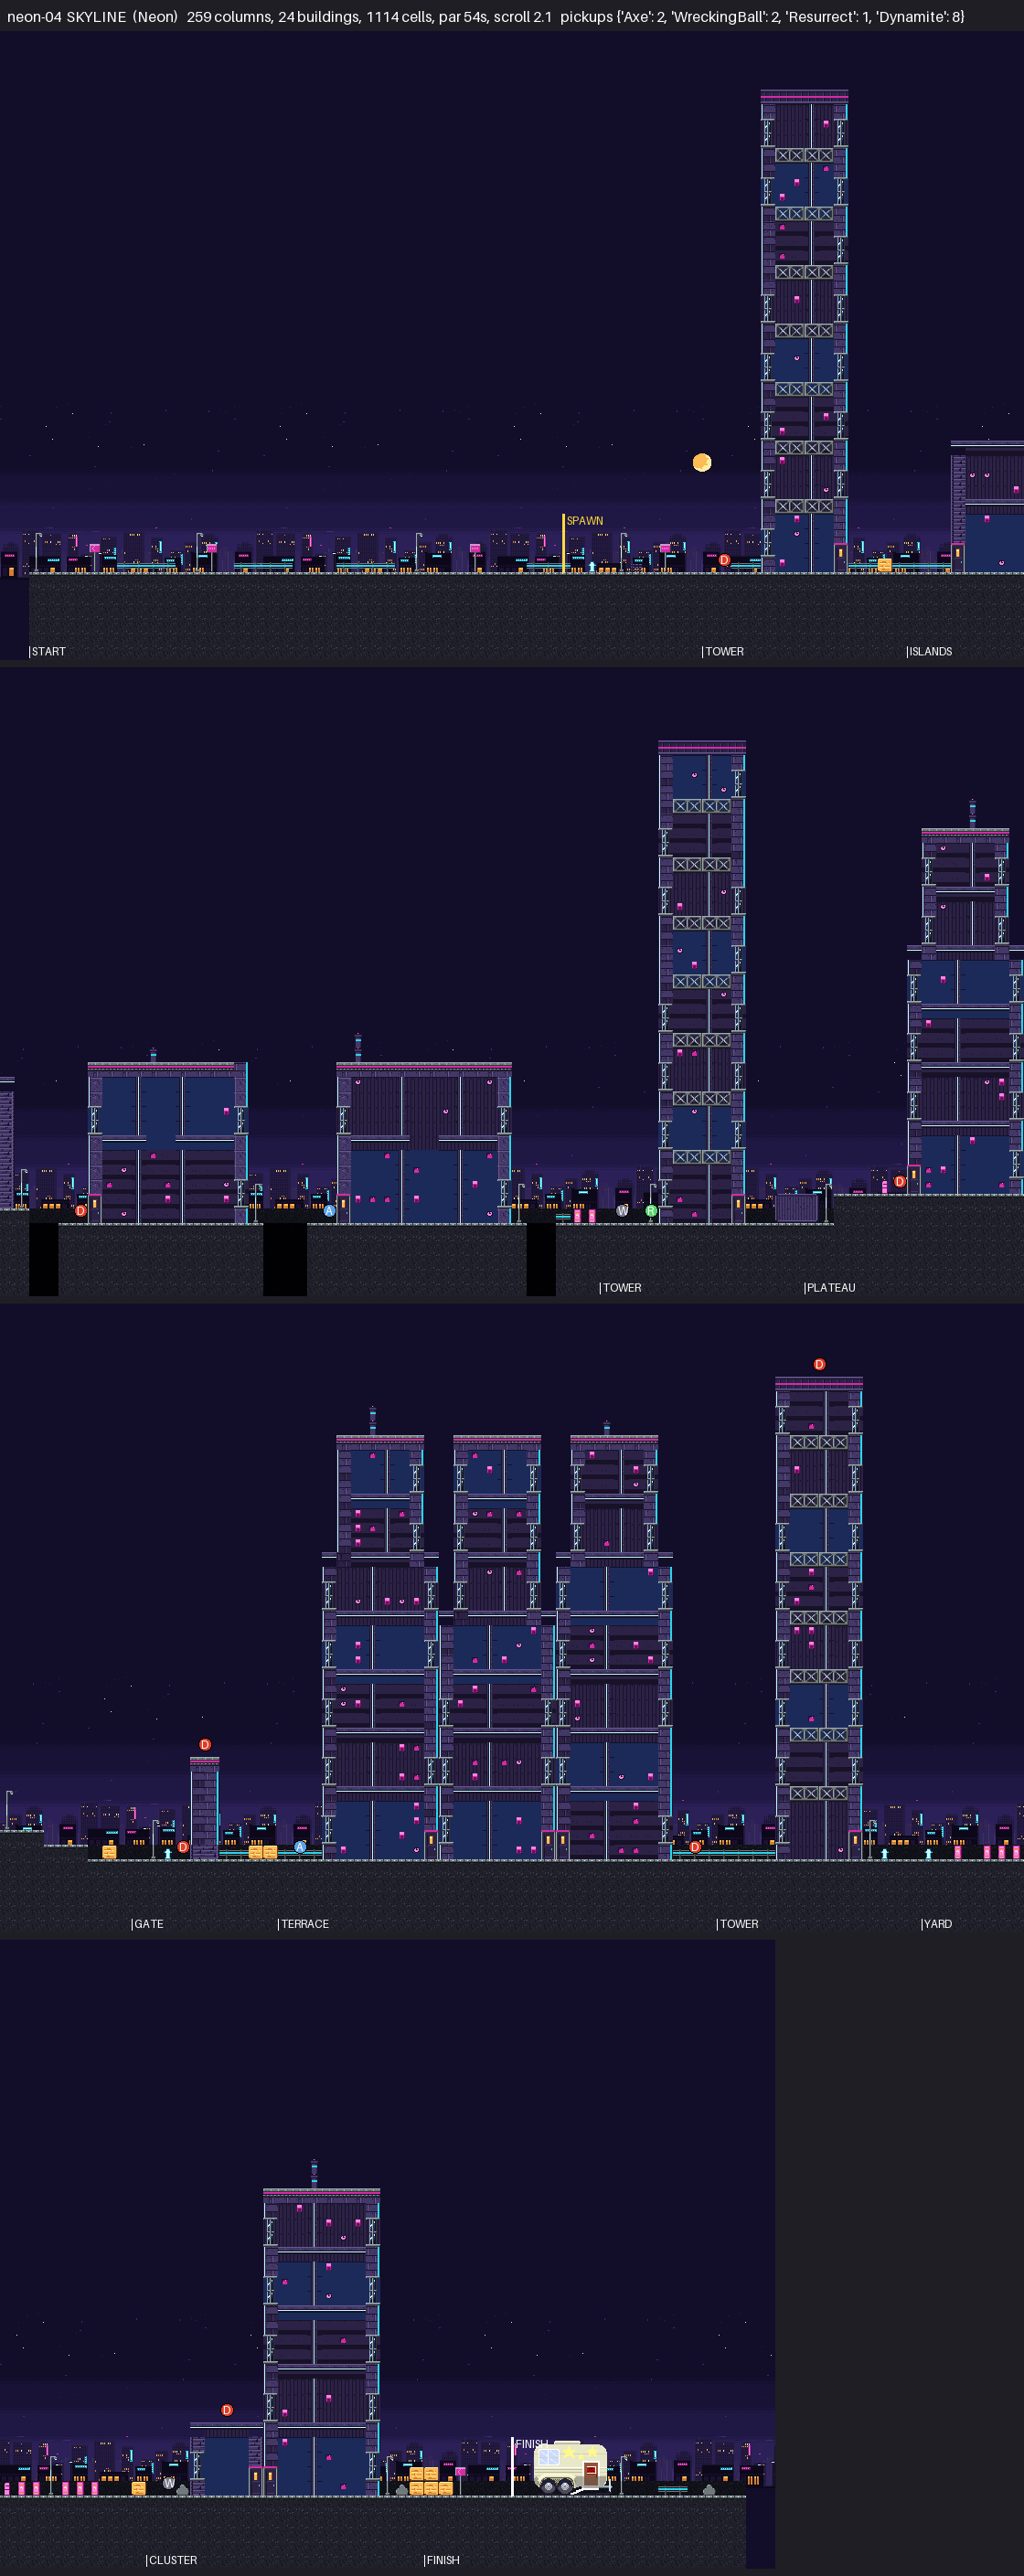 neon-04 SKYLINE (Neon) 259 columns, 24 buildings, 1114 cells, par 54s, scroll 2.1 pickups {'Axe': 2, 'WreckingBall': 2, 'Resurrect': 1, 'Dynamite': 8}
SPAWN
D
START
TOWER
ISLANDS
D
A
W
R
D
TOWER
PLATEAU
D
D
D
A
D
GATE
TERRACE
TOWER
YARD
D
W
FINISH
CLUSTER
FINISH